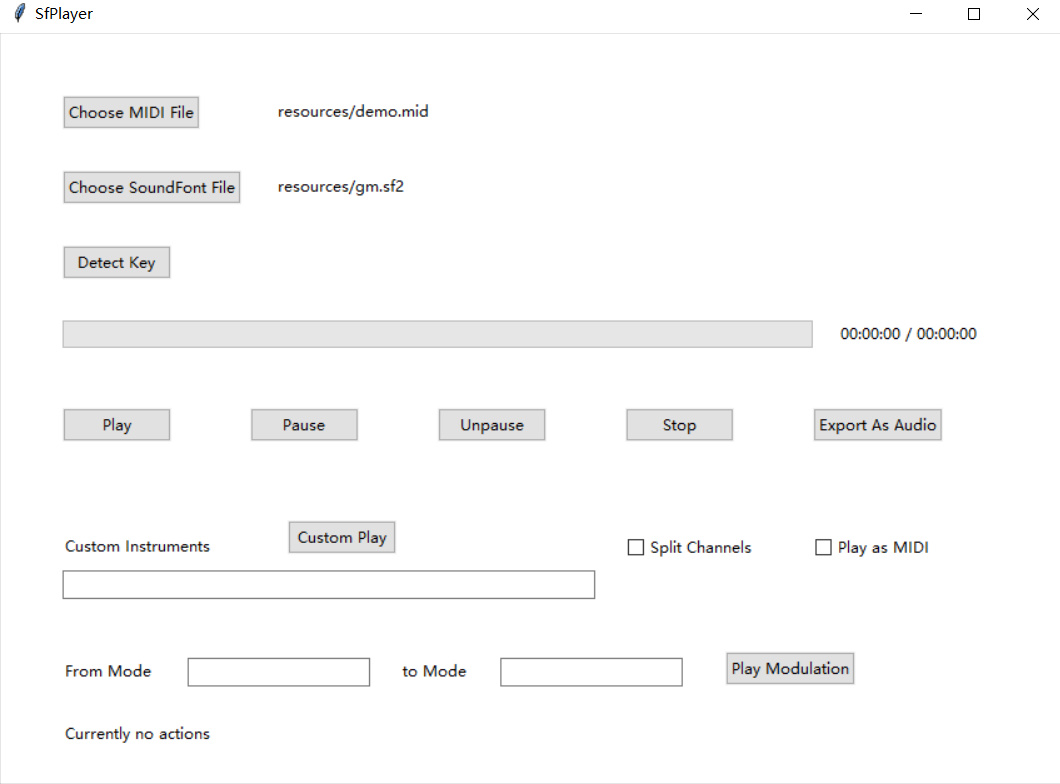 SfPlayer
Choose MIDI File resources/demo.mid
Choose SoundFont File resources/gm.sf2
Detect Key
00:00:00 / 00:00:00
Play Pause Unpause Stop Export As Audio
Custom Instruments Custom Play Split Channels Play as MIDI
From Mode to Mode Play Modulation
Currently no actions